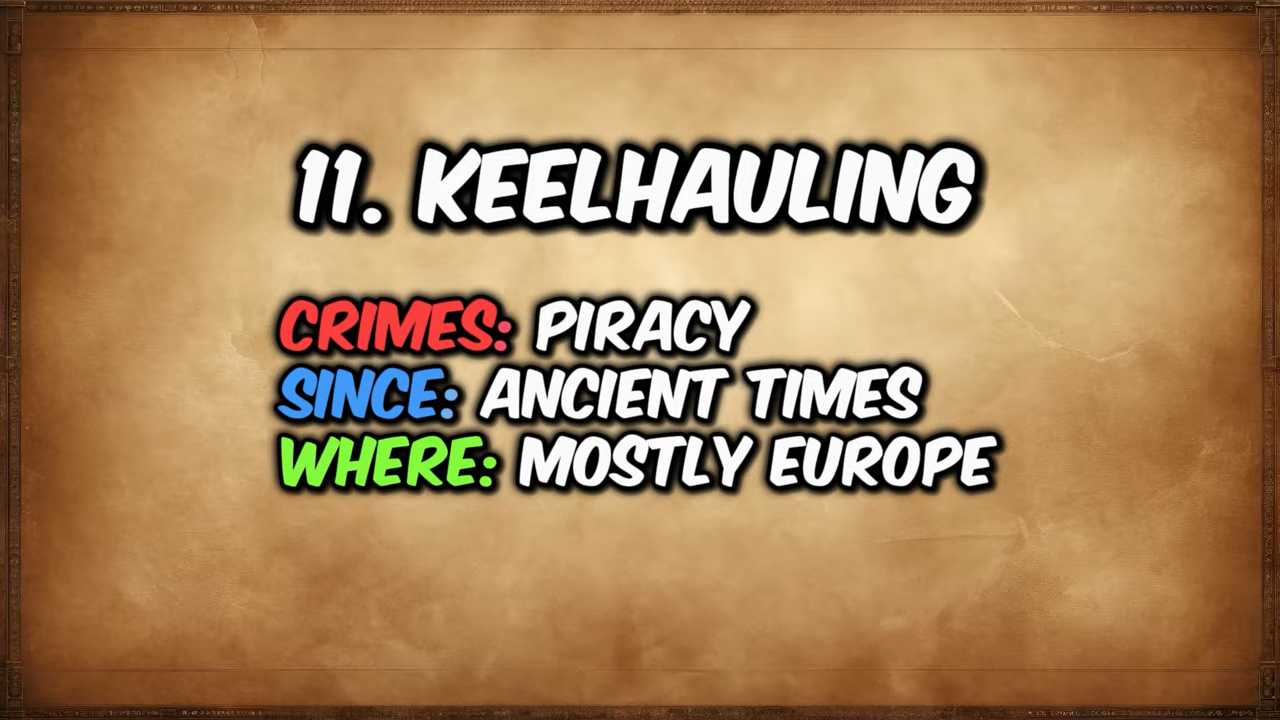 11. KEELHAULING
CRIMES: PIRACY
SINCE: ANCIENT TIMES
WHERE: MOSTLY EUROPE